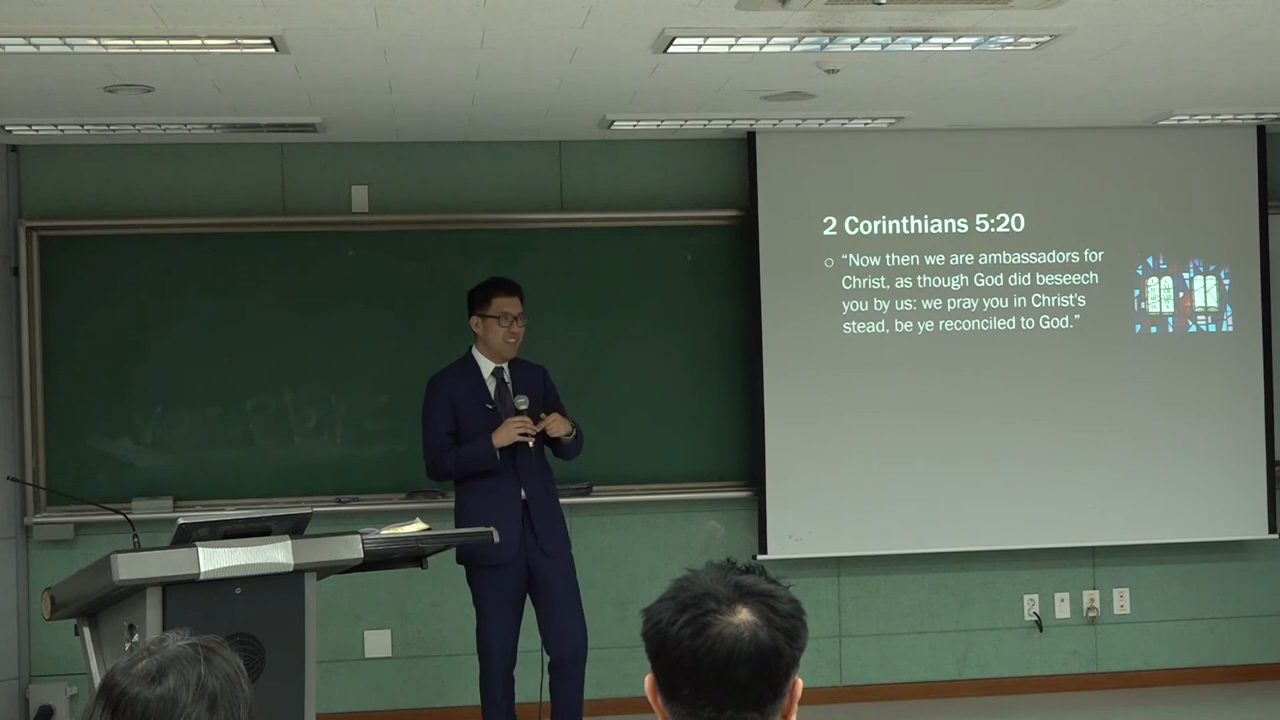 2 Corinthians 5:20
“Now then we are ambassadors for
Christ, as though God did beseech
you by us: we pray you in Christ's
stead, be ye reconciled to God.”